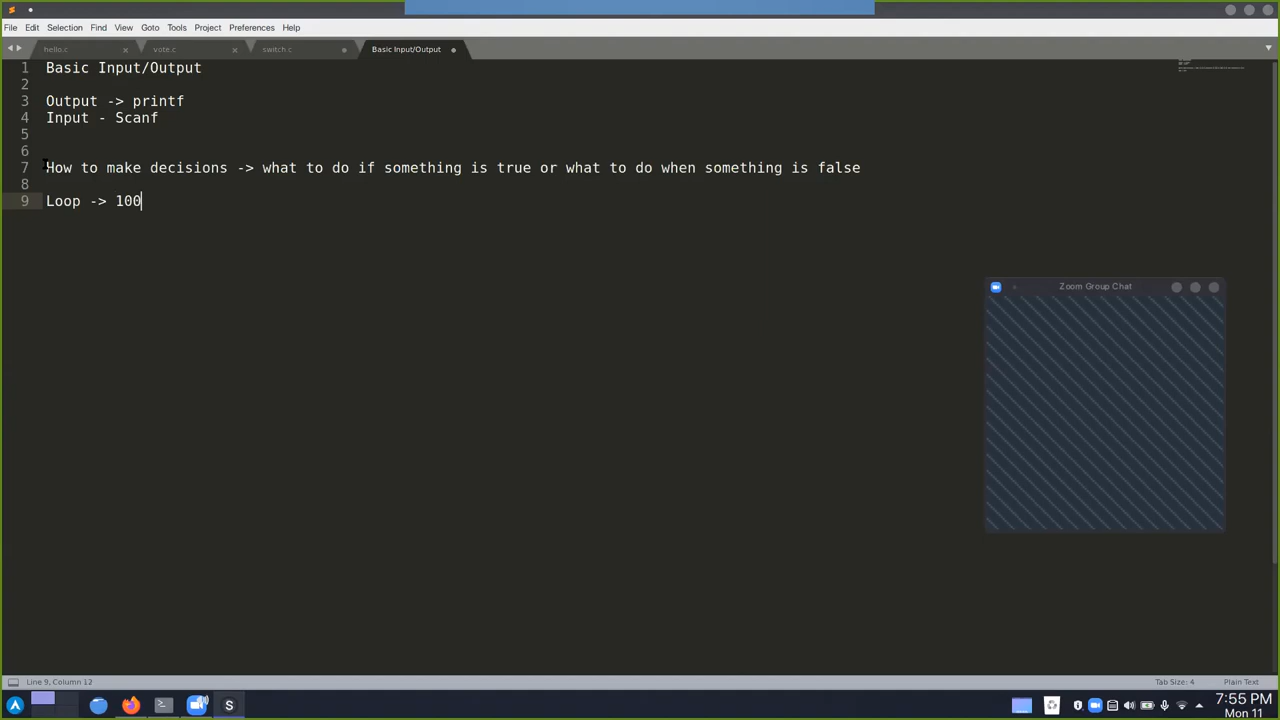 File Edit Selection Find View Goto Tools Project Preferences Help
hello.c vote.c switch.c Basic Input/Output
1 Basic Input/Output
2
3 Output -> printf
4 Input - Scanf
5
6
7 How to make decisions -> what to do if something is true or what to do when something is false
8
9 Loop -> 100
Zoom Group Chat
Line 9, Column 12 Tab Size: 4 Plain Text
S
7:55 PM
Mon 11